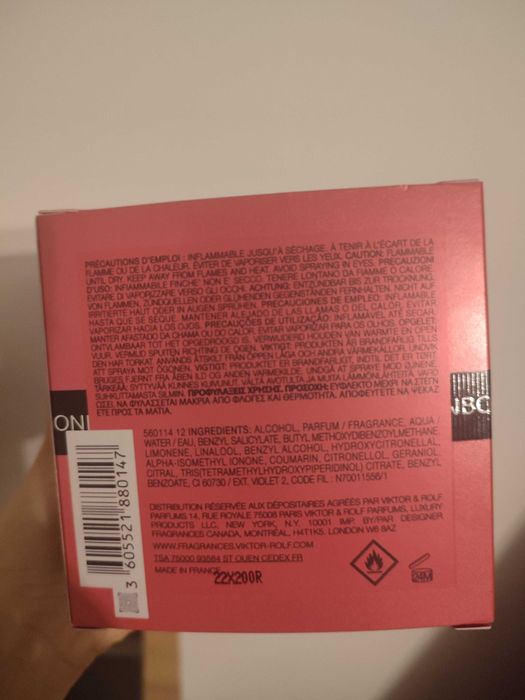 PRÉCAUTIONS D'EMPLOI : INFLAMMABLE JUSQU'À SÉCHAGE, À TENIR À L'ÉCART DE LA
FLAMME OU DE LA CHALEUR. ÉVITER DE VAPORISER VERS LES YEUX. CAUTION: FLAMMABLE
UNTIL DRY. KEEP AWAY FROM FLAMES AND HEAT. AVOID SPRAYING IN EYES. PRECAUZIONI
D'USO: INFIAMMABILE FINCHE' NON E' SECCO. TENERE LONTANO DA FIAMME O CALORE.
EVITARE DI VAPORIZZARE VERSO GLI OCCHI. ACHTUNG: ENTZÜNDBAR BIS ZUR TROCKNUNG.
VON FLAMMEN, ZÜNDQUELLEN ODER GLÜHENDEN GEGENSTÄNDEN FERNHALTEN. NICHT AUF
IRRITIERTE HAUT ODER IN AUGEN SPRÜHEN. PRECAUCIONES DE EMPLEO: INFLAMABLE
HASTA QUE SE SEQUE. MANTENER ALEJADO DE LAS LLAMAS O DEL CALOR. EVITAR
VAPORIZAR HACIA LOS OJOS. PRECAUÇÕES DE UTILIZAÇÃO: INFLAMÁVEL ATÉ SECAR.
MANTER AFASTADO DA CHAMA OU DO CALOR. EVITAR VAPORIZAR PARA OS OLHOS. OPGELET:
ONTVLAMBAAR TOT HET OPGEDROOGD IS. VERWIJDERD HOUDEN VAN WARMTE EN OPEN
VUUR. VERMIJD SPUITEN RICHTING DE OGEN. VIKTIGT: PRODUKTEN ÄR BRANDFARLIG TILLS
DEN HAR TORKAT. ANVÄNDS ÅTSKILT FRÅN ÖPPEN LÅGA OCH ANDRA VÄRMEKÄLLOR. UNDVIK
ATT SPRAYA MOT ÖGONEN. VIGTIGT: PRODUKTET ER BRANDFARLIGT, INDTIL DET ER TØRT.
BRUGES FJERNT FRA ÅBEN ILD OG ANDEN VARMEKILDE. UNDGÅ AT SPRAYE MOD ØJNENE.
TÄRKEÄÄ: SYTTYVÄÄ KUNNES KUIVUNUT. VÄLTÄ AVOTULTA JA MUITA LÄMMÖNLÄHTEITÄ. VARO
SUIHKUTTAMASTA SILMIIN. ΠΡΟΦΥΛΑΞΕΙΣ ΧΡΗΣΗΣ. ΠΡΟΣΟΧΗ: ΕΥΦΛΕΚΤΟ ΜΕΧΡΙ ΝΑ ΣΤΕΓΝ
ΩΣΕΙ. ΝΑ ΦΥΛΑΣΣΕΤΑΙ ΜΑΚΡΙΑ ΑΠΟ ΦΛΟΓΕΣ ΚΑΙ ΘΕΡΜΟΤΗΤΑ. ΑΠΟΦΕΥΓΕΤΕ ΝΑ ΨΕΚΑΖ
ΕΤΕ ΠΡΟΣ ΤΑ ΜΑΤΙΑ.
ON
NBO
560114 12 INGREDIENTS: ALCOHOL, PARFUM / FRAGRANCE, AQUA /
WATER / EAU, BENZYL SALICYLATE, BUTYL METHOXYDIBENZOYLMETHANE,
LIMONENE, LINALOOL, BENZYL ALCOHOL, HYDROXYCITRONELLAL,
ALPHA-ISOMETHYL IONONE, COUMARIN, CITRONELLOL, GERANIOL,
CITRAL, TRIS(TETRAMETHYLHYDROXYPIPERIDINOL) CITRATE, BENZYL
BENZOATE, CI 60730 / EXT. VIOLET 2, CODE FIL : N70011556/1
DISTRIBUTION RÉSERVÉE AUX DÉPOSITAIRES AGRÉÉS PAR VIKTOR & ROLF
PARFUMS 14, RUE ROYALE 75008 PARIS VIKTOR & ROLF PARFUMS, LUXURY
PRODUCTS LLC, NEW YORK, N.Y. 10001 IMP. BY/PAR DESIGNER
FRAGRANCES CANADA, MONTRÉAL, H4T1K5. LONDON W6 8AZ
WWW.FRAGRANCES.VIKTOR-ROLF.COM
TSA 75000 93584 ST OUEN CEDEX FR
MADE IN FRANCE
22X200R
24M
3 605521 880147